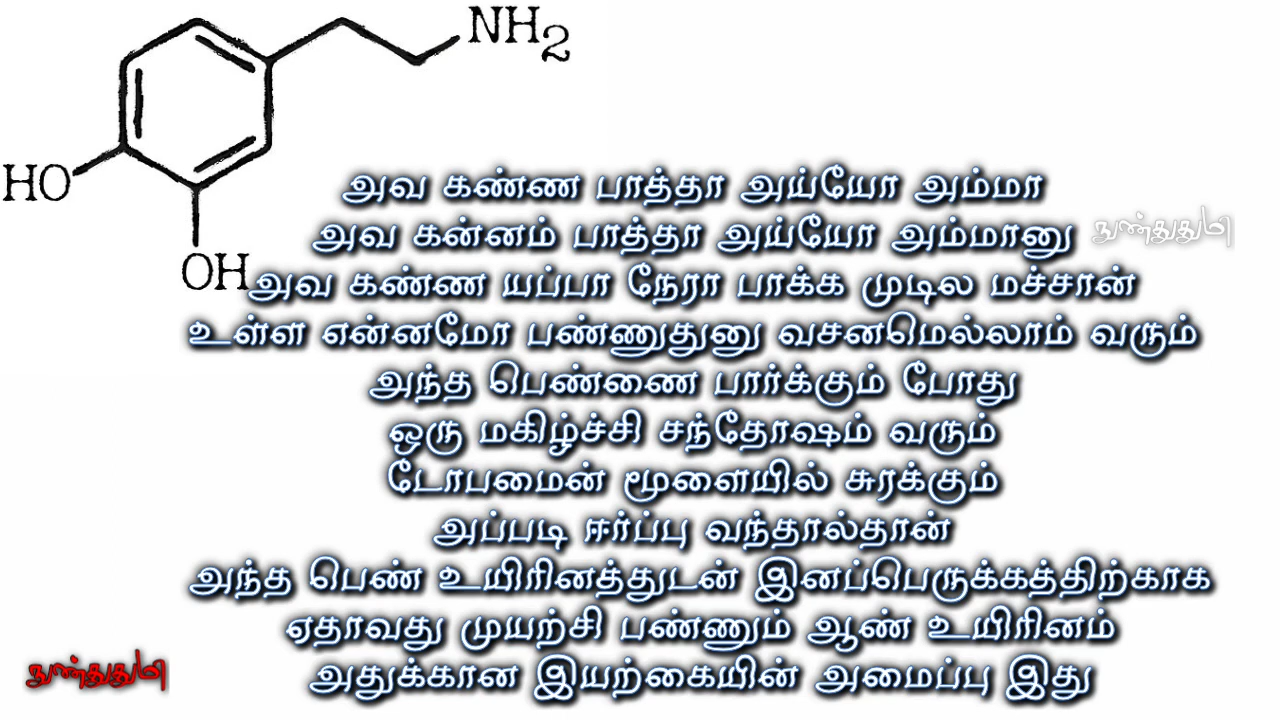 NH2
HO
OH
அவ கண்ண பாத்தா அய்யோ அம்மா
அவ கன்னம் பாத்தா அய்யோ அம்மானு
அவ கண்ண யப்பா நேரா பாக்க முடில மச்சான்
உள்ள என்னமோ பண்ணுதுனு வசனமெல்லாம் வரும்
அந்த பெண்ணை பார்க்கும் போது
ஒரு மகிழ்ச்சி சந்தோஷம் வரும்
டோபமைன் மூளையில் சுரக்கும்
அப்படி ஈர்ப்பு வந்தால்தான்
அந்த பெண் உயிரினத்துடன் இனப்பெருக்கத்திற்காக
ஏதாவது முயற்சி பண்ணும் ஆண் உயிரினம்
அதுக்கான இயற்கையின் அமைப்பு இது